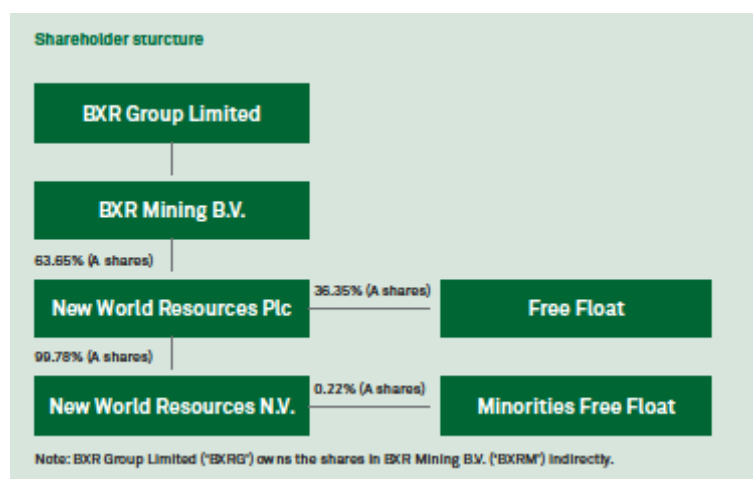 Shareholder sturcture
BXR Group Limited
BXR Mining B.V.
63.65% (A shares)
New World Resources Plc
36.35% (A shares)
Free Float
99.78% (A shares)
New World Resources N.V.
0.22% (A shares)
Minorities Free Float
Note: BXR Group Limited ("BXRG") owns the shares in BXR Mining B.V. ("BXRM") indirectly.